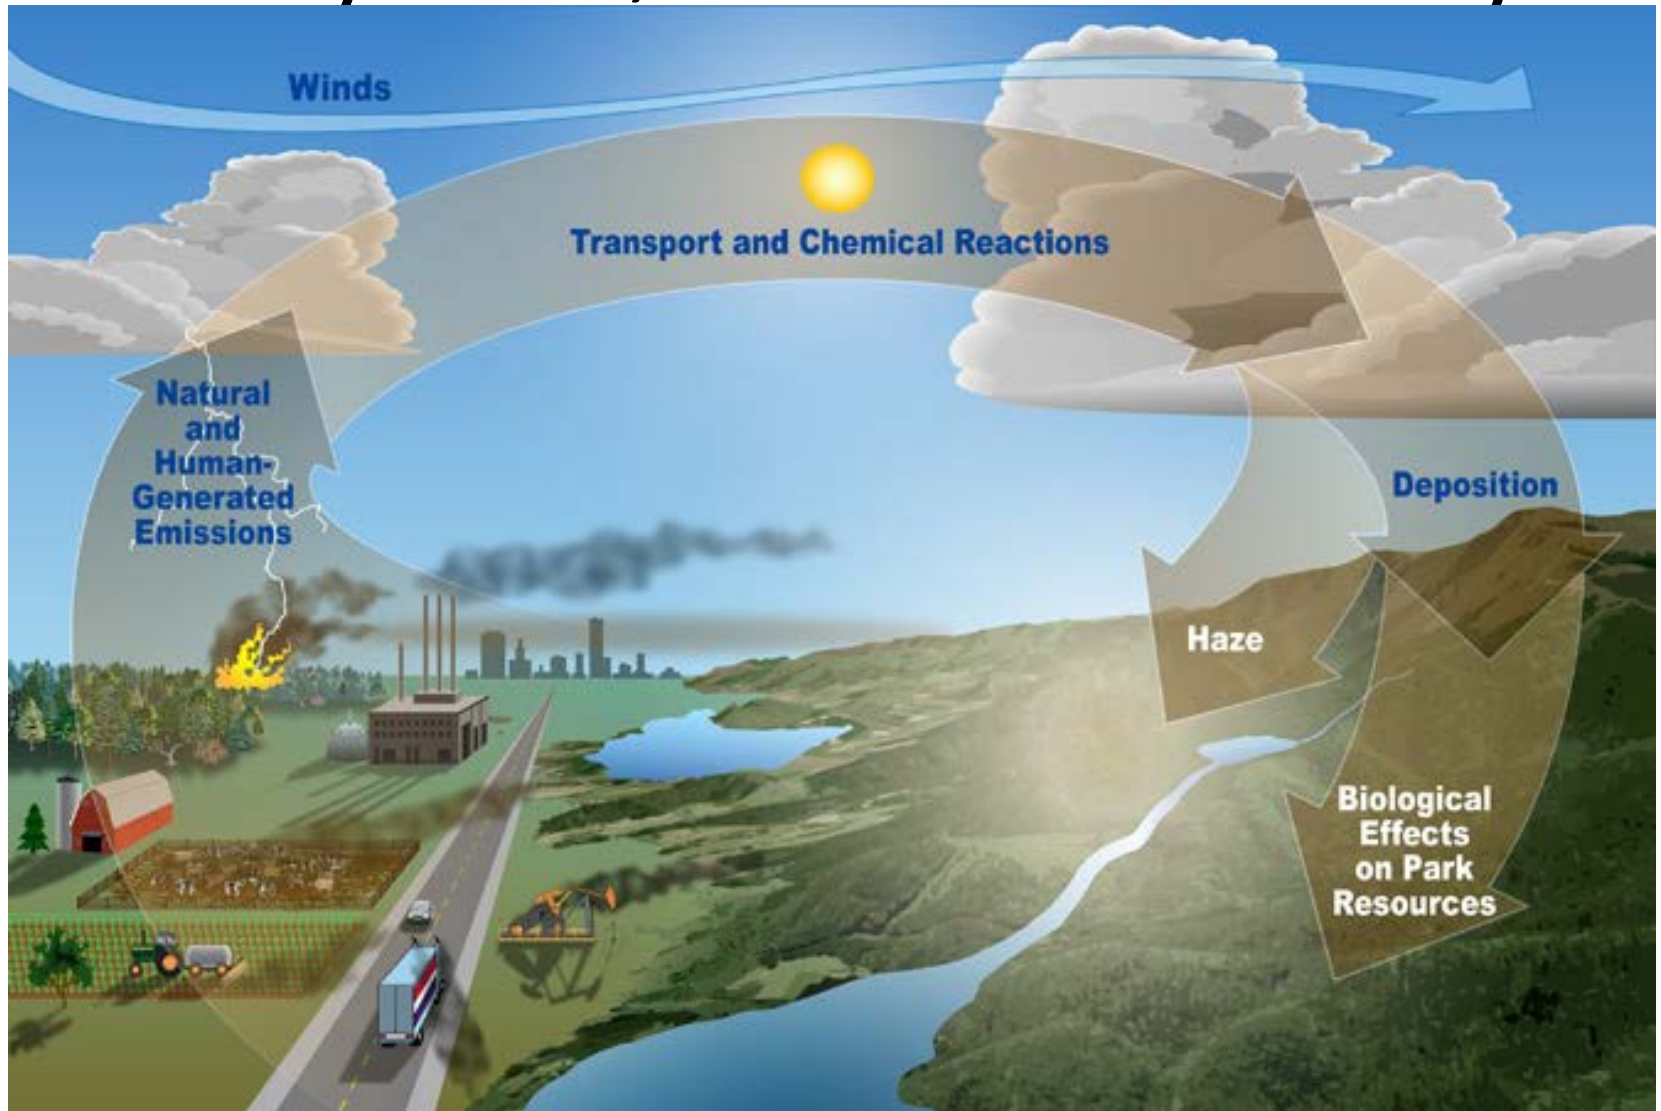 Winds
Transport and Chemical Reactions
Natural
and
Human-
Generated
Emissions
Deposition
Haze
Biological
Effects
on Park
Resources